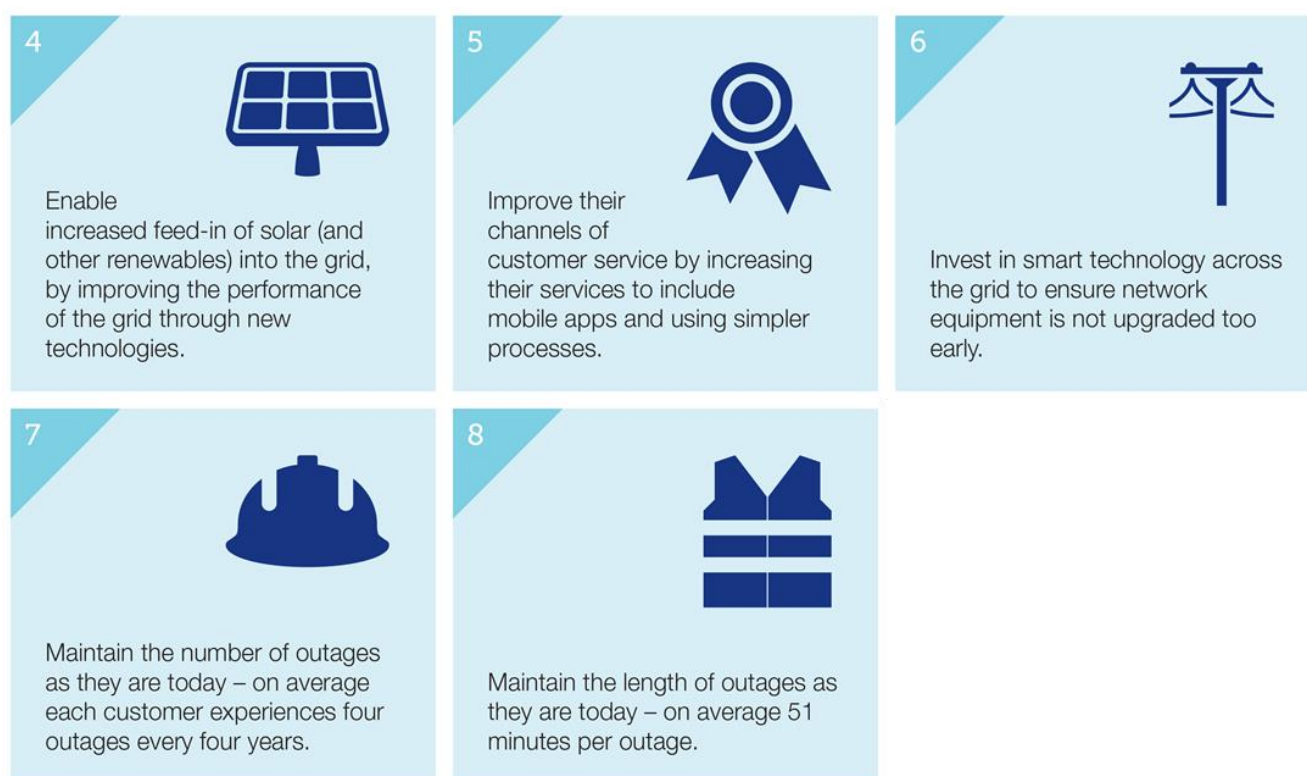 4
Enable
increased feed-in of solar (and
other renewables) into the grid,
by improving the performance
of the grid through new
technologies.
5
Improve their
channels of
customer service by increasing
their services to include
mobile apps and using simpler
processes.
6
Invest in smart technology across
the grid to ensure network
equipment is not upgraded too
early.
7
Maintain the number of outages
as they are today – on average
each customer experiences four
outages every four years.
8
Maintain the length of outages as
they are today – on average 51
minutes per outage.